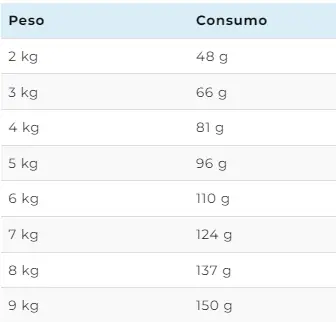 Peso Consumo
2 kg 48 g
3 kg 66 g
4 kg 81 g
5 kg 96 g
6 kg 110 g
7 kg 124 g
8 kg 137 g
9 kg 150 g